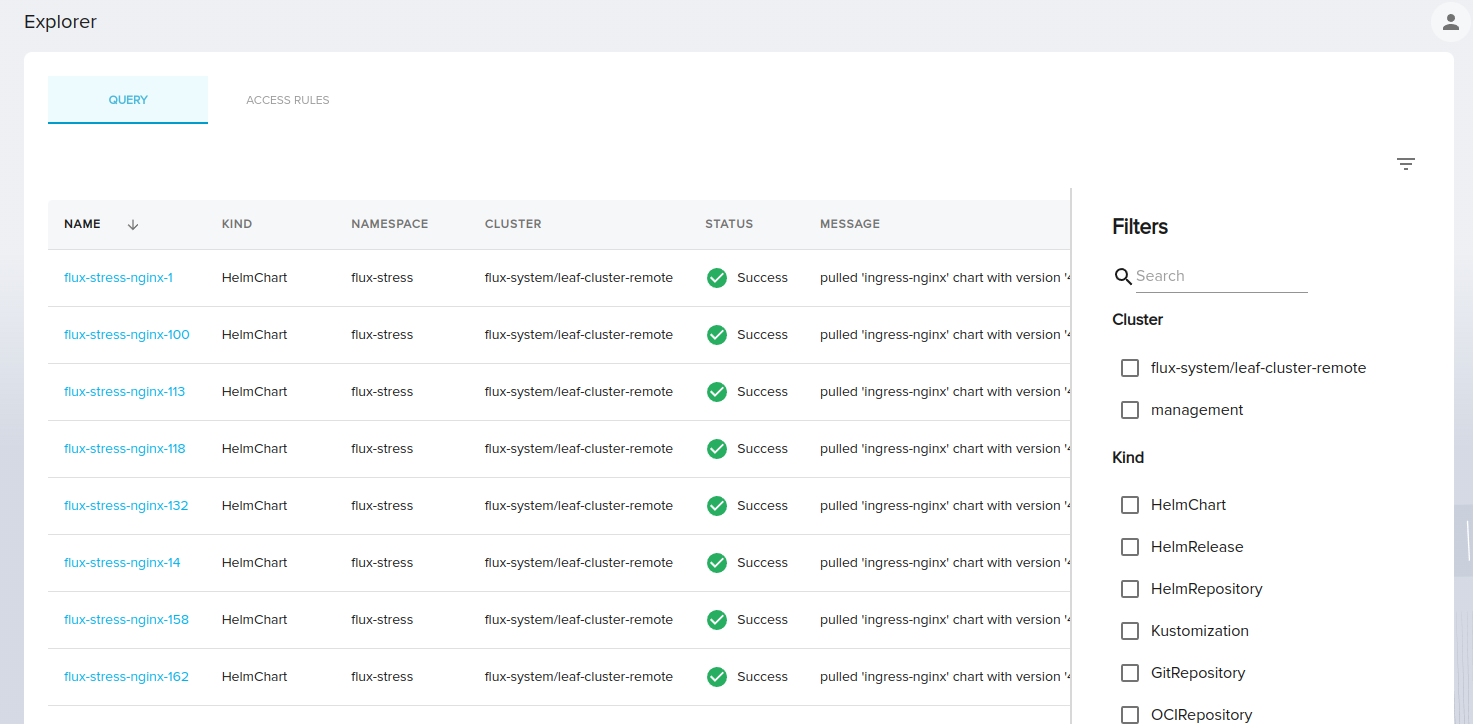 Explorer
QUERY ACCESS RULES
NAME KIND NAMESPACE CLUSTER STATUS MESSAGE
flux-stress-nginx-1 HelmChart flux-stress flux-system/leaf-cluster-remote Success pulled 'ingress-nginx' chart with version '4
flux-stress-nginx-100 HelmChart flux-stress flux-system/leaf-cluster-remote Success pulled 'ingress-nginx' chart with version '4
flux-stress-nginx-113 HelmChart flux-stress flux-system/leaf-cluster-remote Success pulled 'ingress-nginx' chart with version '4
flux-stress-nginx-118 HelmChart flux-stress flux-system/leaf-cluster-remote Success pulled 'ingress-nginx' chart with version '4
flux-stress-nginx-132 HelmChart flux-stress flux-system/leaf-cluster-remote Success pulled 'ingress-nginx' chart with version '4
flux-stress-nginx-14 HelmChart flux-stress flux-system/leaf-cluster-remote Success pulled 'ingress-nginx' chart with version '4
flux-stress-nginx-158 HelmChart flux-stress flux-system/leaf-cluster-remote Success pulled 'ingress-nginx' chart with version '4
flux-stress-nginx-162 HelmChart flux-stress flux-system/leaf-cluster-remote Success pulled 'ingress-nginx' chart with version '4
Filters
Search
Cluster
flux-system/leaf-cluster-remote
management
Kind
HelmChart
HelmRelease
HelmRepository
Kustomization
GitRepository
OCIRepository